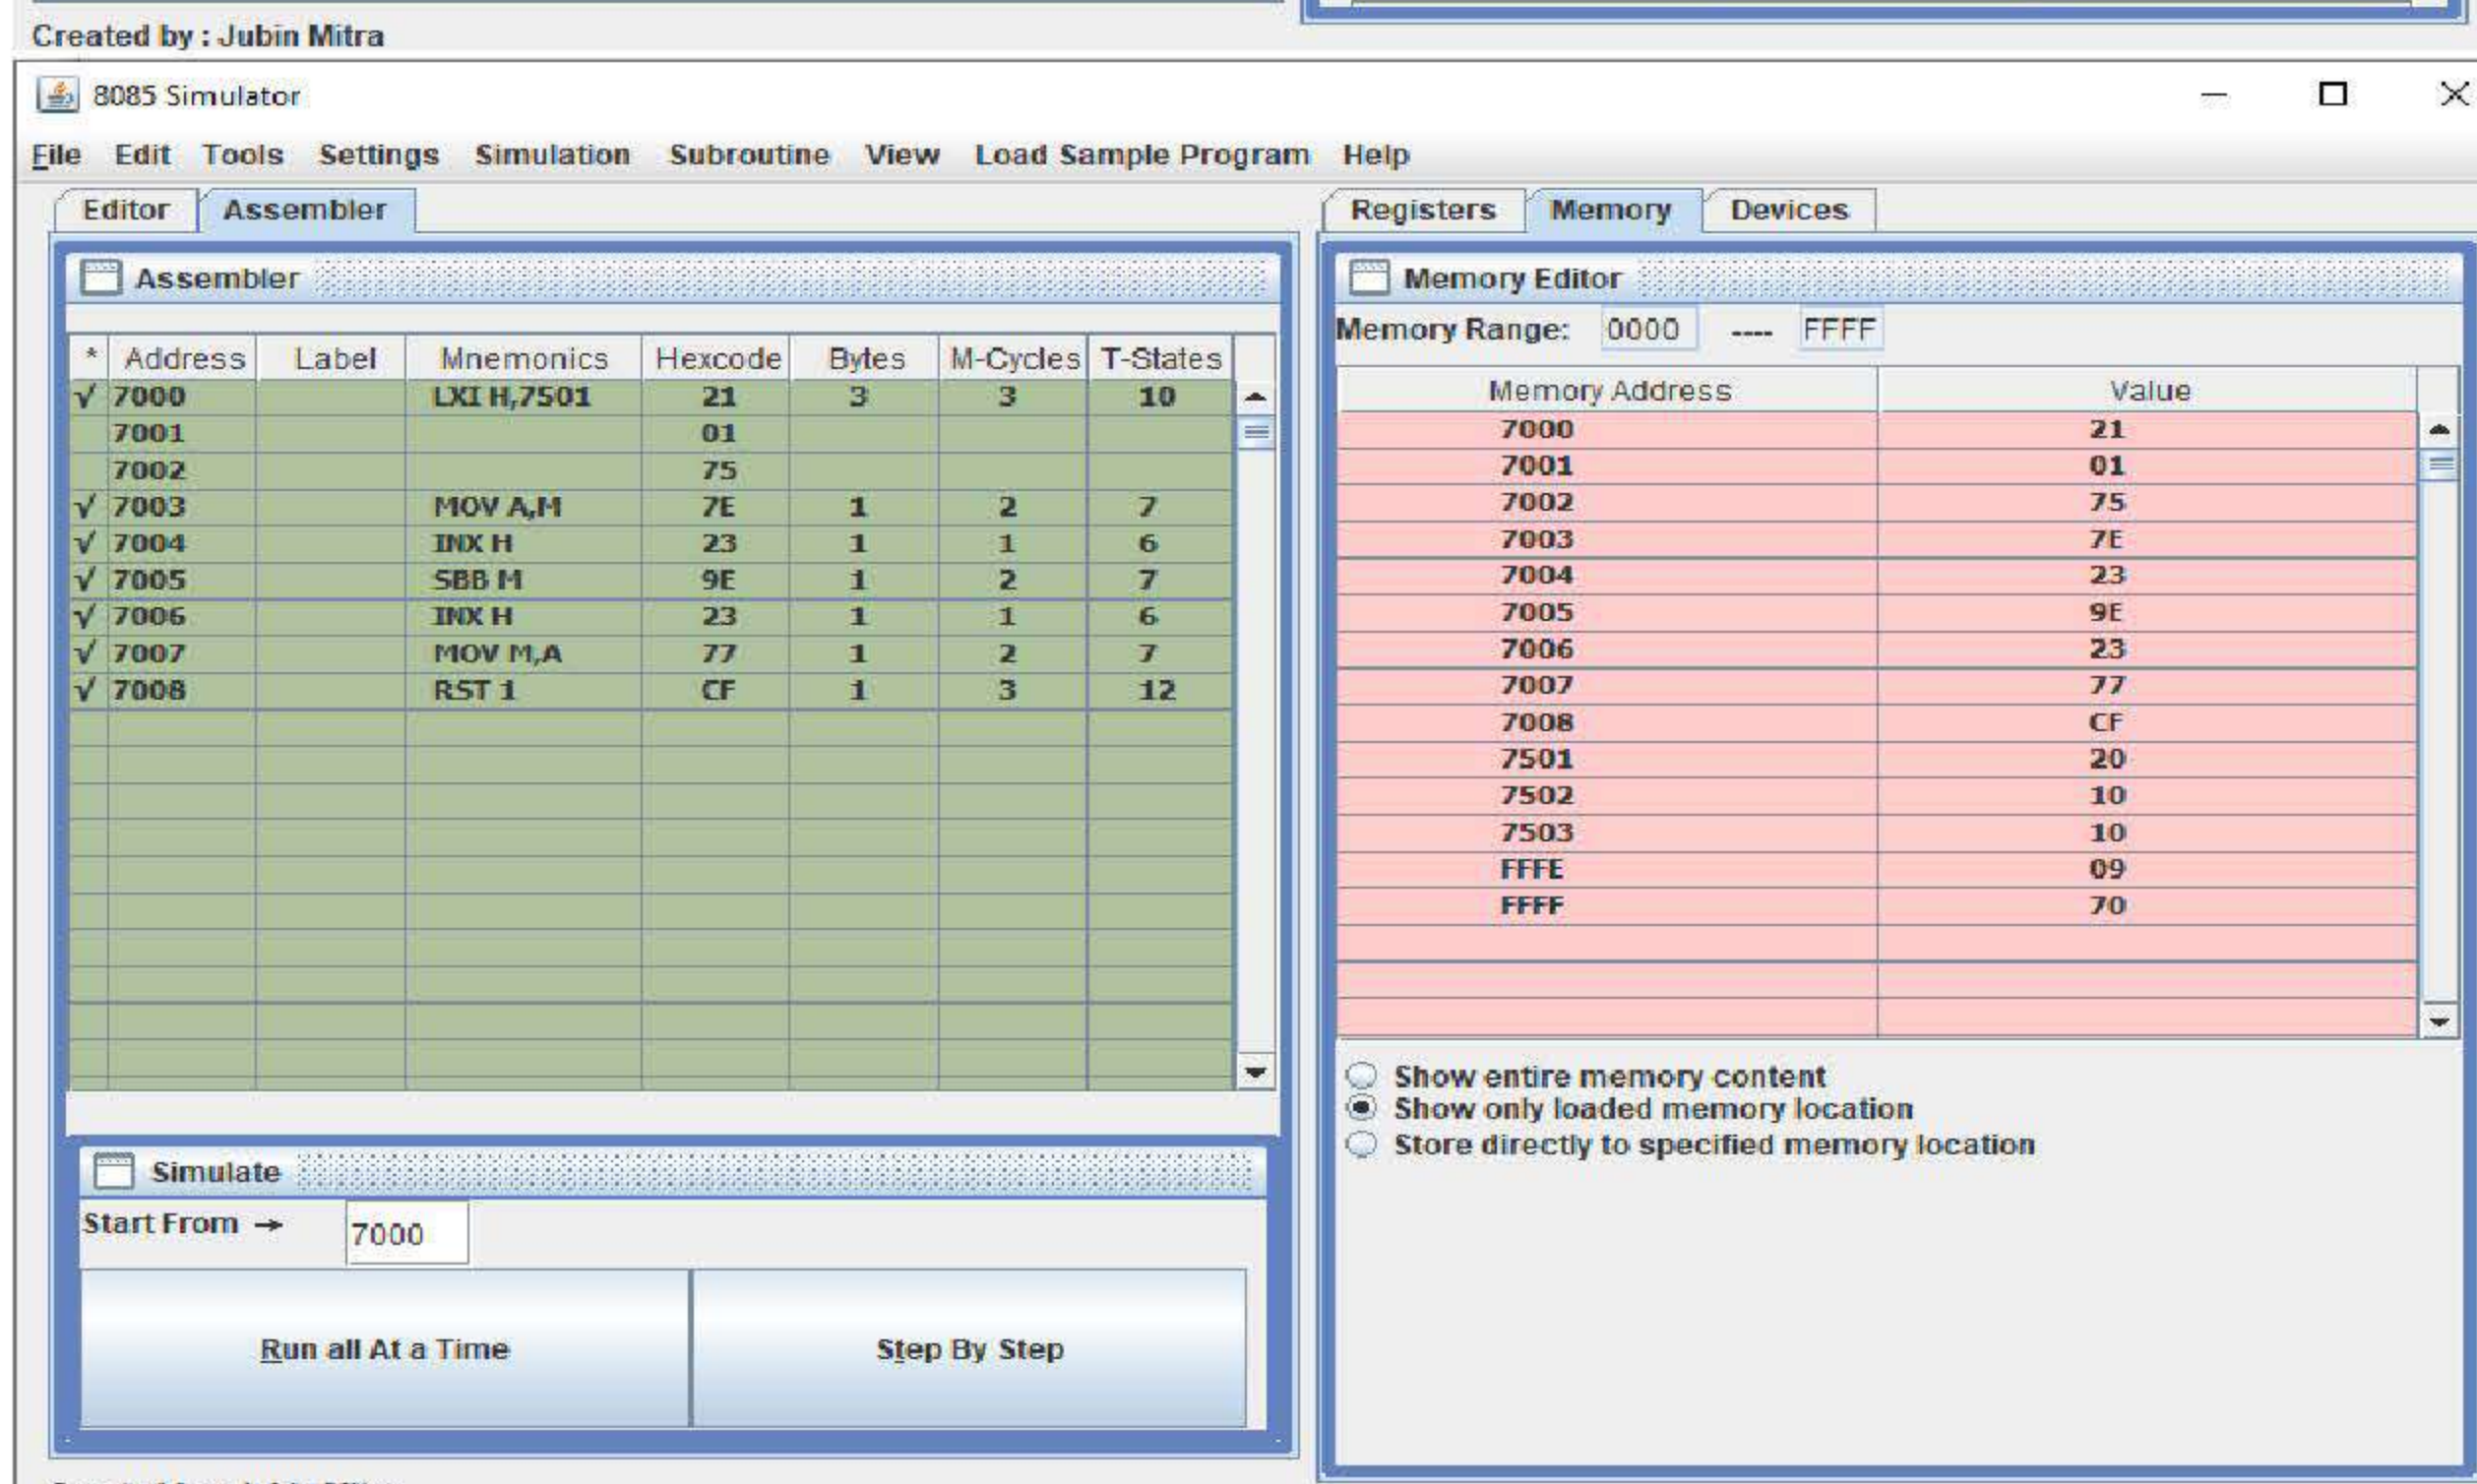 Created by : Jubin Mitra
8085 Simulator
File Edit Tools Settings Simulation Subroutine View Load Sample Program Help
Editor Assembler
Assembler
* Address Label Mnemonics Hexcode Bytes M-Cycles T-States
√ 7000 LXI H,7501 21 3 3 10
7001 01
7002 75
√ 7003 MOV A,M 7E 1 2 7
√ 7004 INX H 23 1 1 6
√ 7005 SBB M 9E 1 2 7
√ 7006 INX H 23 1 1 6
√ 7007 MOV M,A 77 1 2 7
√ 7008 RST 1 CF 1 3 12
Simulate
Start From → 7000
Run all At a Time Step By Step
Registers Memory Devices
Memory Editor
Memory Range: 0000 ---- FFFF
Memory Address Value
7000 21
7001 01
7002 75
7003 7E
7004 23
7005 9E
7006 23
7007 77
7008 CF
7501 20
7502 10
7503 10
FFFE 09
FFFF 70
Show entire memory content
Show only loaded memory location
Store directly to specified memory location